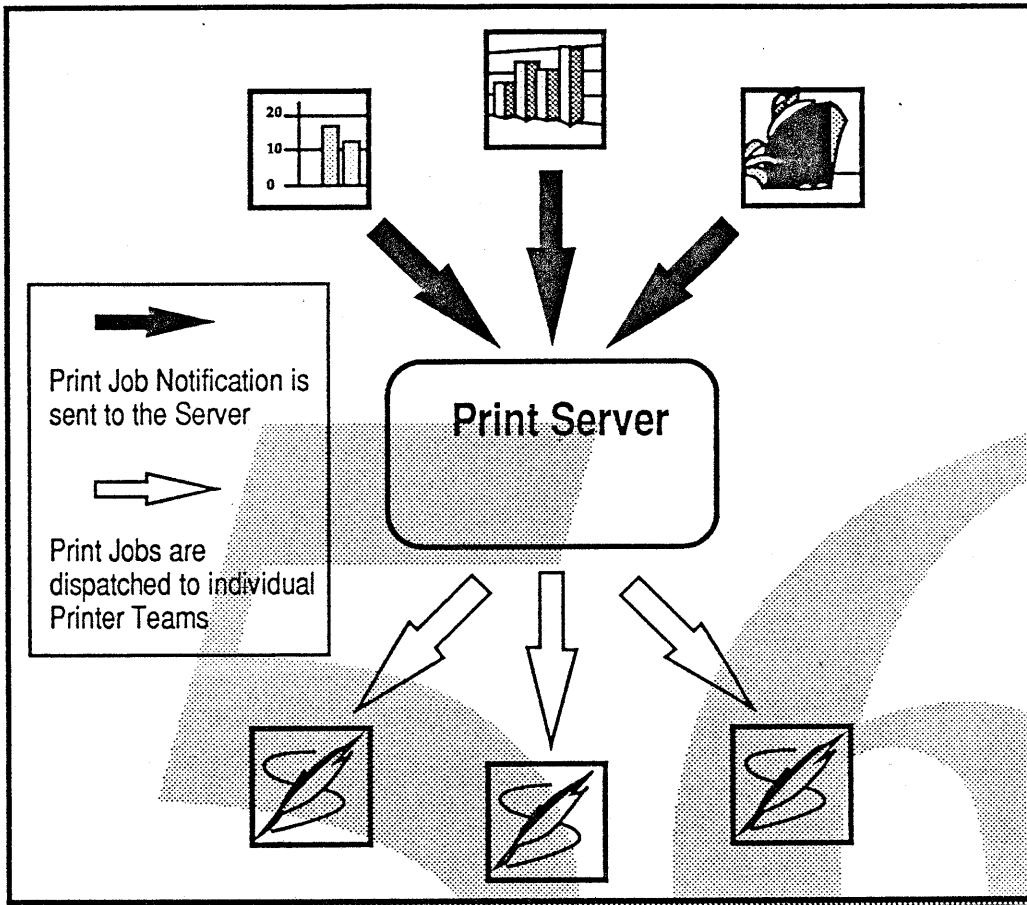 20
10
0
Print Job Notification is
sent to the Server
Print Jobs are
dispatched to individual
Printer Teams
Print Server